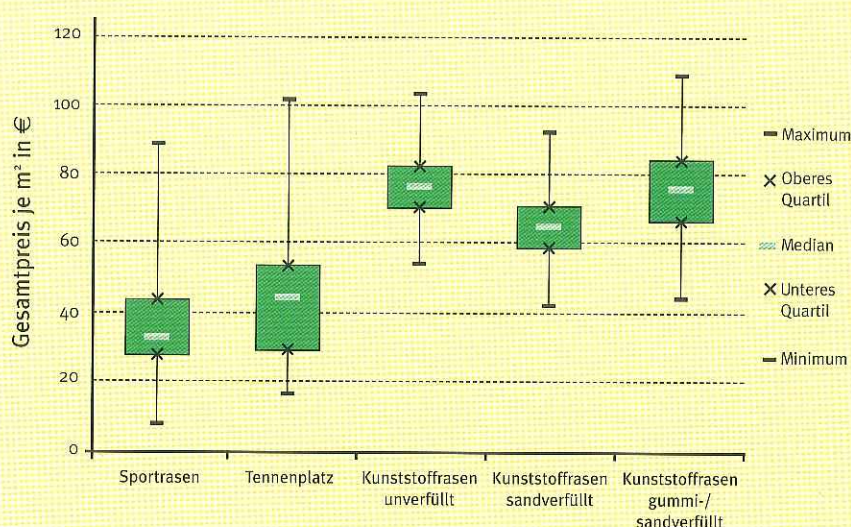 120
100
80
60
40
20
0
Gesamtpreis je m² in €
Maximum
Oberes
Quartil
Median
Unteres
Quartil
Minimum
Sportrasen
Tennenplatz
Kunststoffrasen
unverfüllt
Kunststoffrasen
sandverfüllt
Kunststoffrasen
gummi-/
sandverfüllt